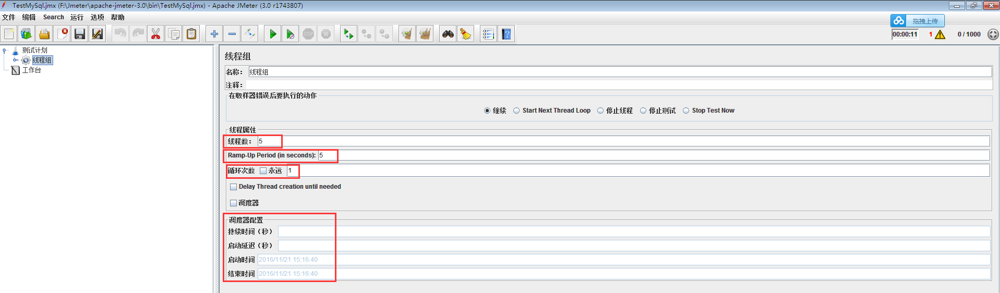 TestMySql.jmx (F:\Jmeter\apache-jmeter-3.0\bin\TestMySql.jmx) - Apache JMeter (3.0 r1743807)
文件 编辑 Search 运行 选项 帮助
拖拽上传
STOP
00:00:11 1 0 / 1000
测试计划
线程组
工作台
线程组
名称： 线程组
注释：
在取样器错误后要执行的动作
继续 Start Next Thread Loop 停止线程 停止测试 Stop Test Now
线程属性
线程数： 5
Ramp-Up Period (in seconds): 5
循环次数 永远 1
Delay Thread creation until needed
调度器
调度器配置
持续时间（秒）
启动延迟（秒）
启动时间 2016/11/21 15:16:40
结束时间 2016/11/21 15:16:40